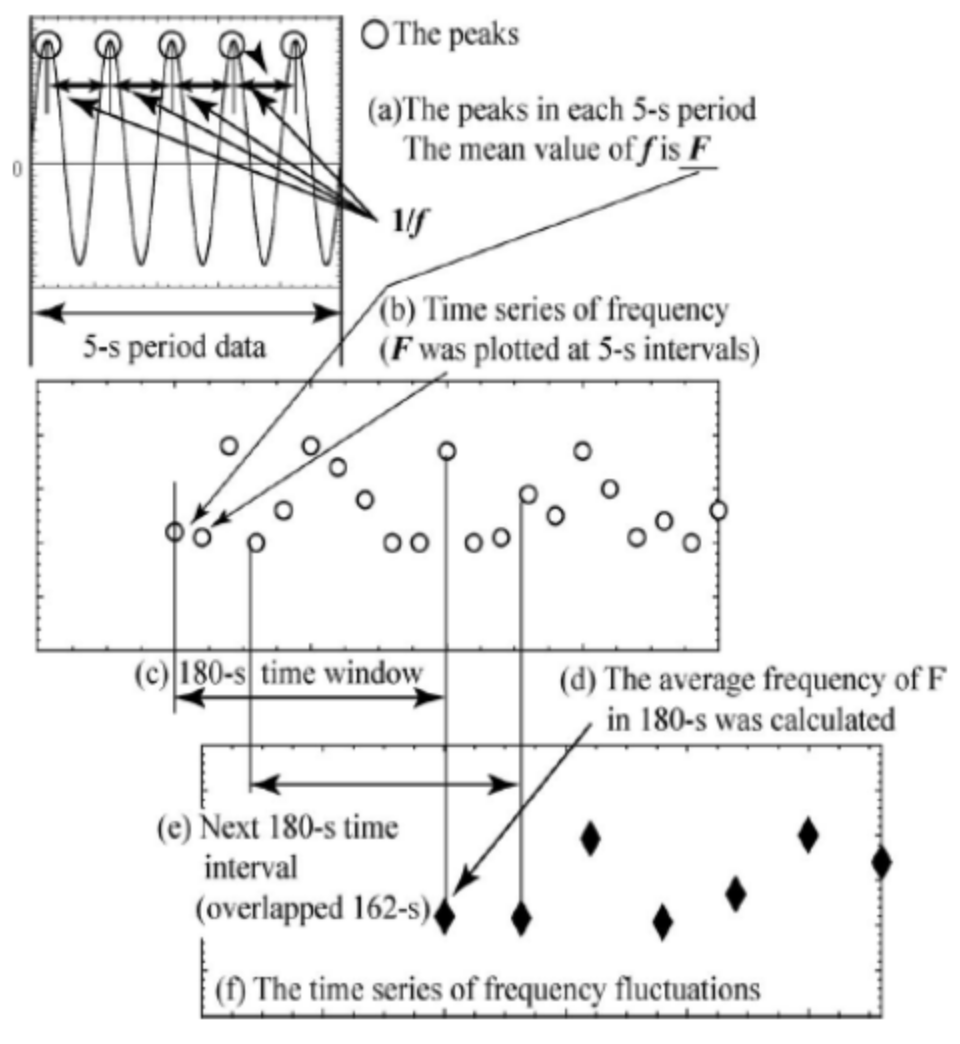 The peaks
(a)The peaks in each 5-s period
The mean value of f is F
0
1/f
(b) Time series of frequency
5-s period data
(F was plotted at 5-s intervals)
(c) 180-s time window
(d) The average frequency of F
in 180-s was calculated
(e) Next 180-s time
interval
(overlapped 162-s)
(f) The time series of frequency fluctuations